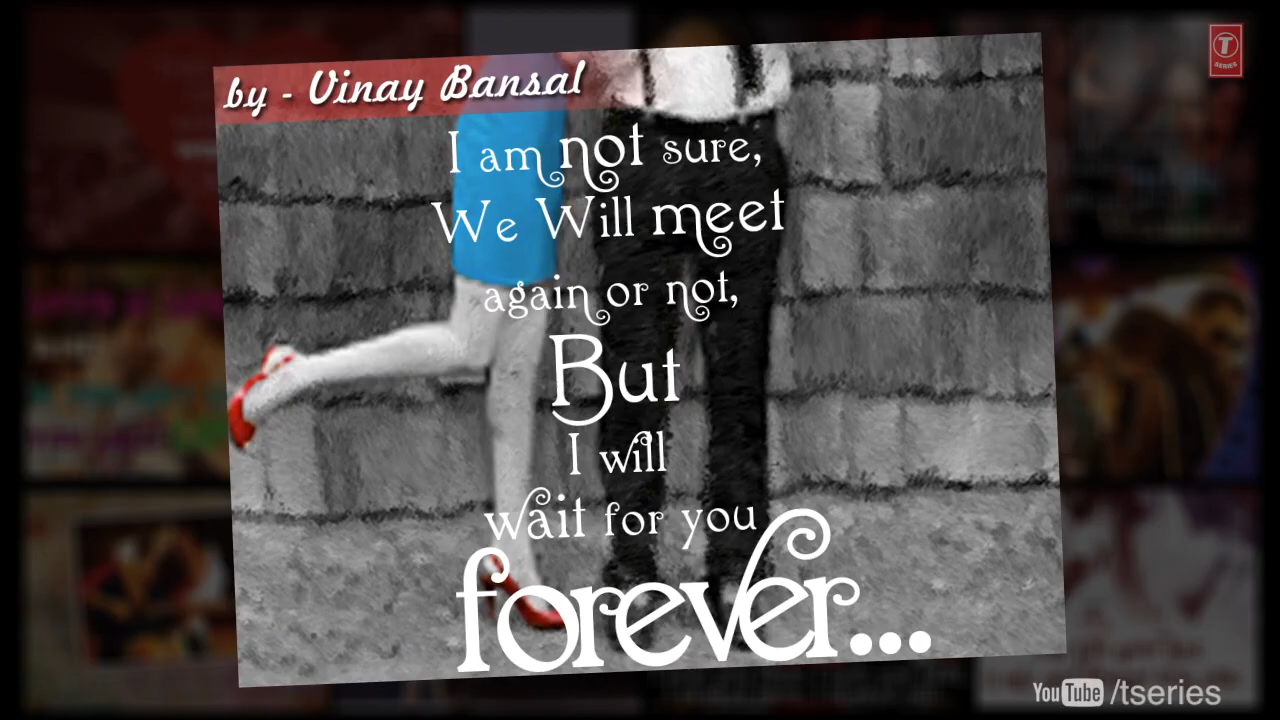 by - Vinay Bansal
I am not sure,
We Will meet
again or not,
But
I will
wait for you
forever...
T
SERIES
YouTube /tseries